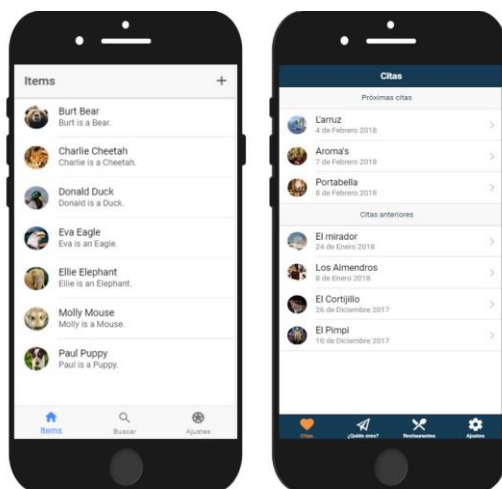 Items
+
Burt Bear
Burt is a Bear.
Charlie Cheetah
Charlie is a Cheetah.
Donald Duck
Donald is a Duck.
Eva Eagle
Eva is an Eagle.
Ellie Elephant
Ellie is an Elephant.
Molly Mouse
Molly is a Mouse.
Paul Puppy
Paul is a Puppy.
Items
Buscar
Ajustes
Citas
Próximas citas
L'arruz
4 de Febrero 2018
Aroma's
7 de Febrero 2018
Portabella
8 de Febrero 2018
Citas anteriores
El mirador
24 de Enero 2018
Los Almendros
8 de Enero 2018
El Cortijillo
26 de Diciembre 2017
El Pimpi
10 de Diciembre 2017
Citas
¿Quién eres?
Restaurantes
Ajustes